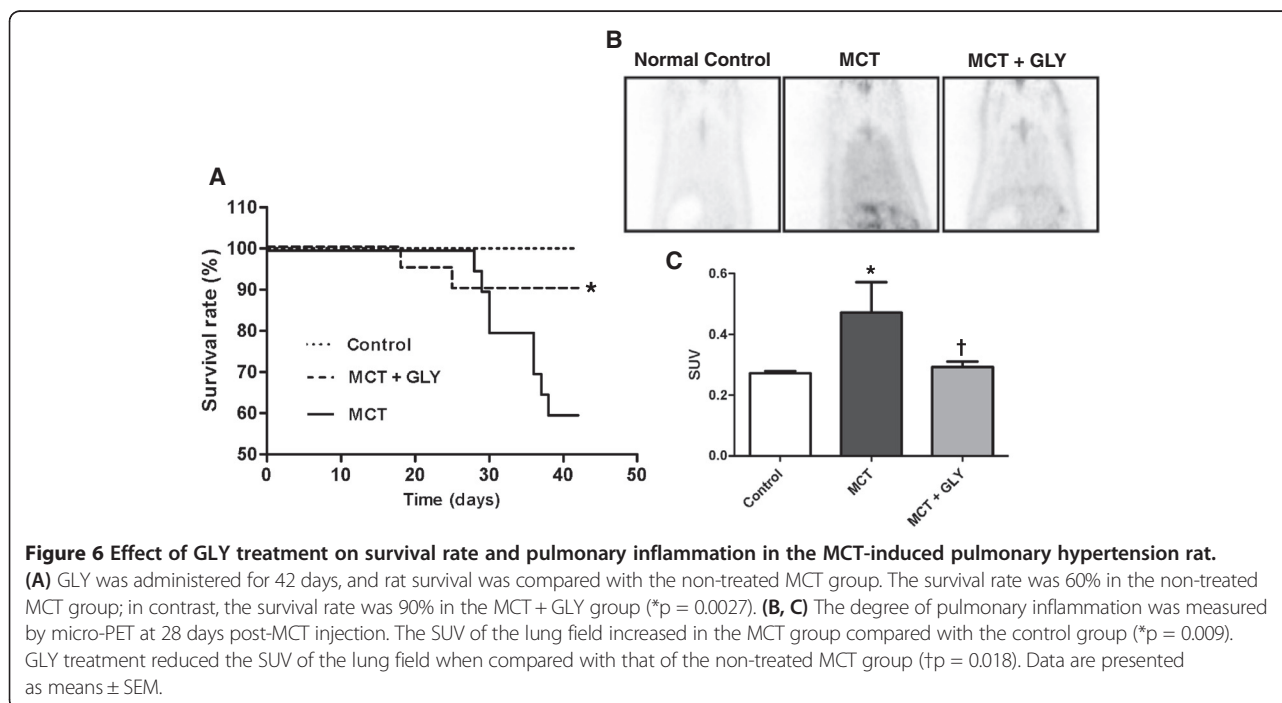 B
Normal Control
MCT
MCT + GLY
A
110
100
90
80
70
60
50
Survival rate (%)
*
Control
MCT + GLY
MCT
0
10
20
30
40
50
Time (days)
C
0.6
0.4
0.2
0.0
SUV
*
†
Control
MCT
MCT + GLY
Figure 6 Effect of GLY treatment on survival rate and pulmonary inflammation in the MCT-induced pulmonary hypertension rat.
(A) GLY was administered for 42 days, and rat survival was compared with the non-treated MCT group. The survival rate was 60% in the non-treated
MCT group; in contrast, the survival rate was 90% in the MCT + GLY group (*p = 0.0027). (B, C) The degree of pulmonary inflammation was measured
by micro-PET at 28 days post-MCT injection. The SUV of the lung field increased in the MCT group compared with the control group (*p = 0.009).
GLY treatment reduced the SUV of the lung field when compared with that of the non-treated MCT group (†p = 0.018). Data are presented
as means ± SEM.